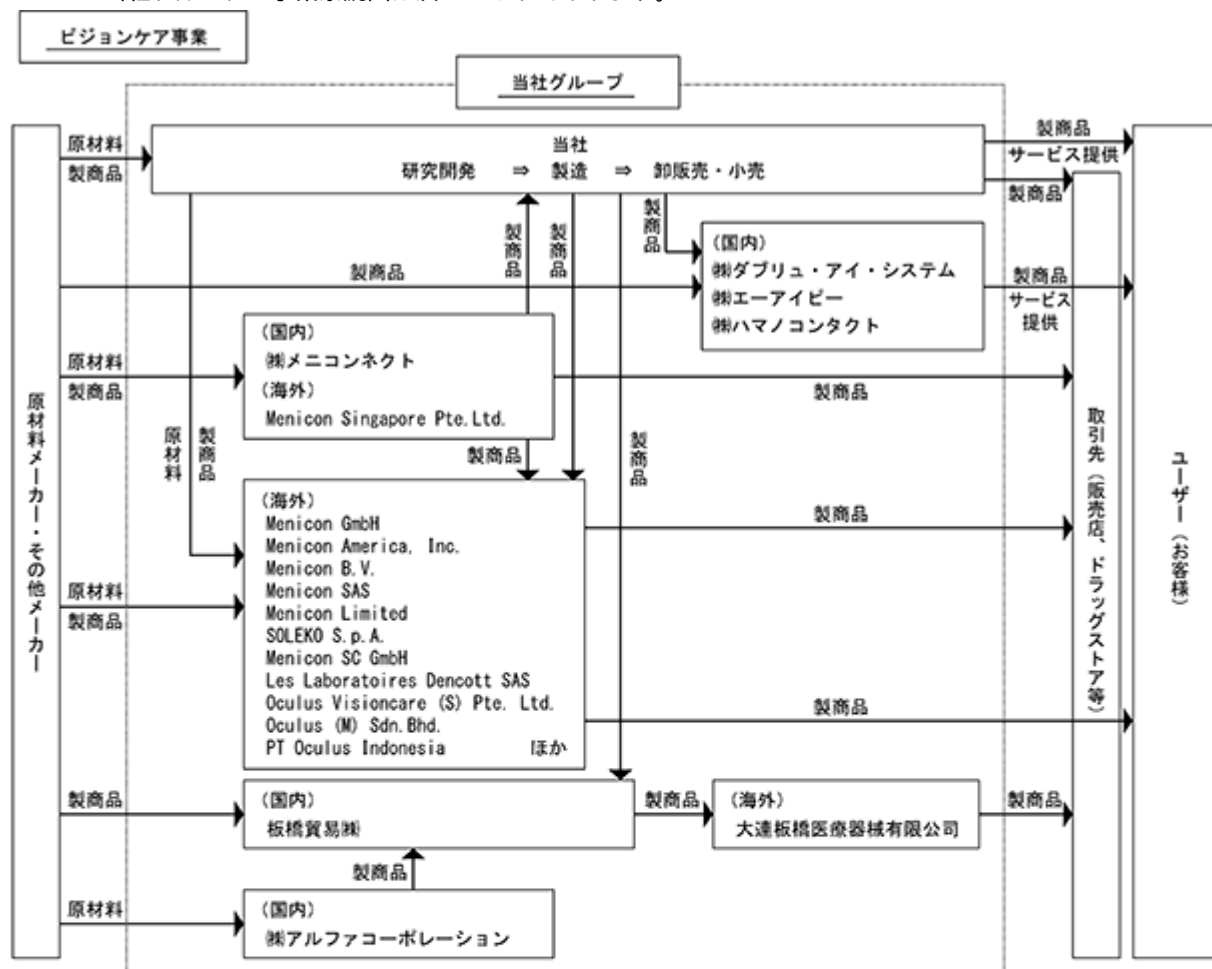 ビジョンケア事業
当社グループ
原材料メーカー・その他メーカー
原材料
製商品
当社
研究開発 ⇒ 製造 ⇒ 卸販売・小売
製商品
サービス提供
製商品
製商品
製商品
製商品
製商品
(国内)
㈱ダブリュ・アイ・システム
㈱エーアイピー
㈱ハマノコンタクト
製商品
サービス
提供
原材料
製商品
(国内)
㈱メニコンネクト
(海外)
Menicon Singapore Pte.Ltd.
製商品
原材料
製商品
製商品
製商品
取引先(販売店、ドラッグストア等)
ユーザー(お客様)
(海外)
Menicon GmbH
Menicon America, Inc.
Menicon B.V.
Menicon SAS
Menicon Limited
SOLEKO S.p.A.
Menicon SC GmbH
Les Laboratoires Dencott SAS
Oculus Visioncare (S) Pte. Ltd.
Oculus (M) Sdn.Bhd.
PT Oculus Indonesia ほか
製商品
原材料
製商品
製商品
製商品
(国内)
板橋貿易㈱
製商品
(海外)
大連板橋医療器械有限公司
製商品
製商品
原材料
(国内)
㈱アルファコーポレーション